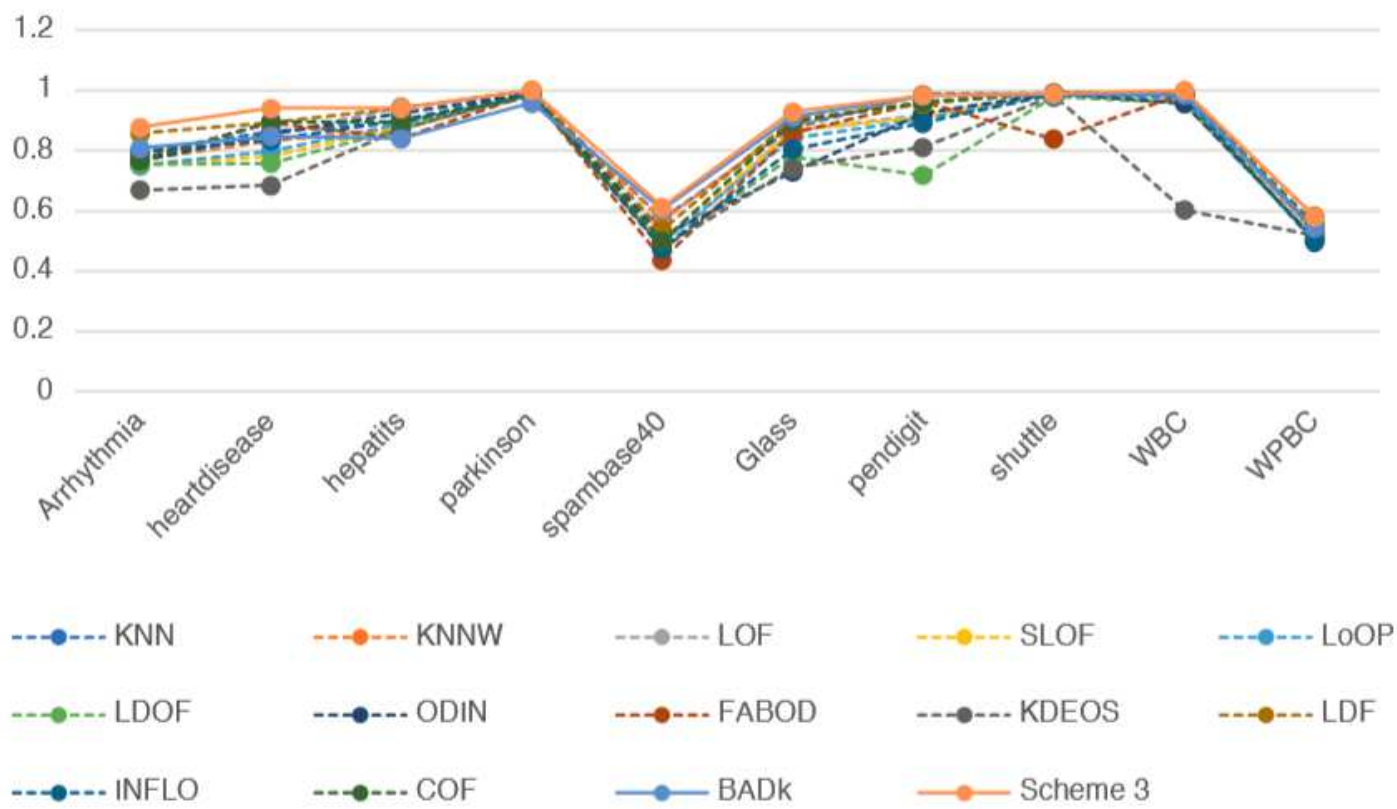 1.2
1
0.8
0.6
0.4
0.2
0
Arrhythmia
heartdisease
hepatits
parkinson
spambase40
Glass
pendigit
shuttle
WBC
WPBC
KNN KNNW LOF SLOF LoOP
LDOF ODIN FABOD KDEOS LDF
INFLO COF BADk Scheme 3